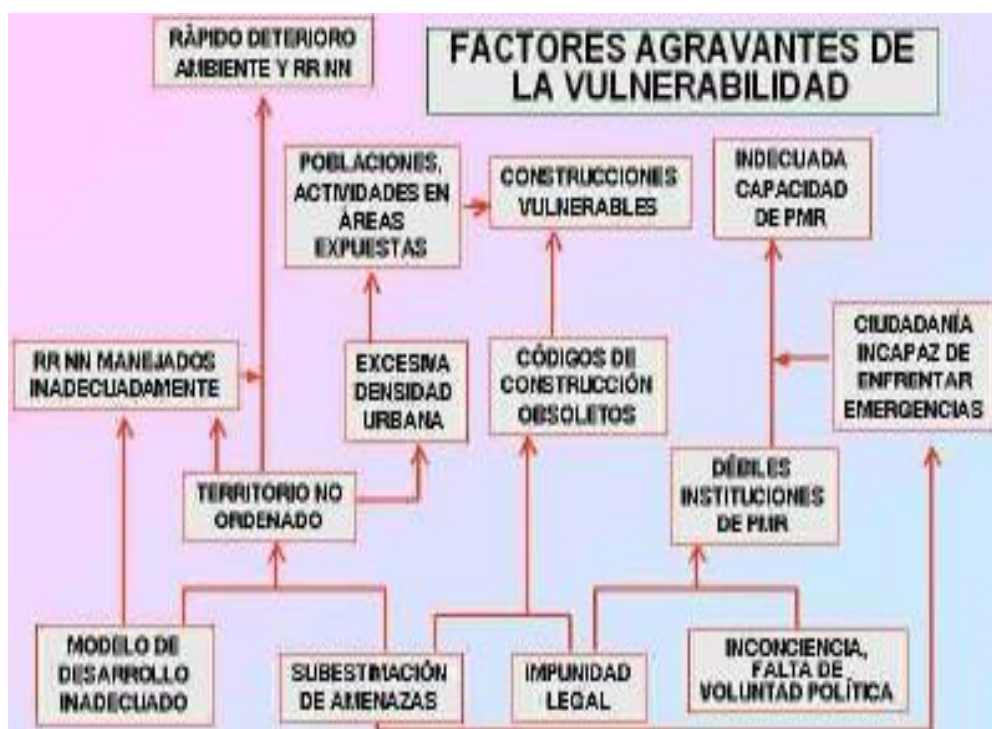 RÀPIDO DETERIORO
AMBIENTE Y RR NN
FACTORES AGRAVANTES DE
LA VULNERABILIDAD
POBLACIONES,
ACTIVIDADES EN
ÀREAS
EXPUESTAS
CONSTRUCCIONES
VULNERABLES
INDECUADA
CAPACIDAD
DE PMR
RR NN MANEJADOS
INADECUADAMENTE
EXCESIVA
DENSIDAD
URBANA
CÓDIGOS DE
CONSTRUCCIÓN
OBSOLETOS
CIUDADANÍA
INCAPAZ DE
ENFRENTAR
EMERGENCIAS
TERRITORIO NO
ORDENADO
DÉBILES
INSTITUCIONES
DE PMR
MODELO DE
DESARROLLO
INADECUADO
SUBESTIMACIÓN
DE AMENAZAS
IMPUNIDAD
LEGAL
INCONCIENCIA,
FALTA DE
VOLUNTAD POLÍTICA